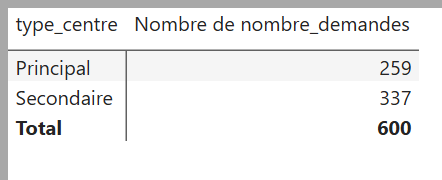 type_centre Nombre de nombre_demandes
Principal 259
Secondaire 337
Total 600